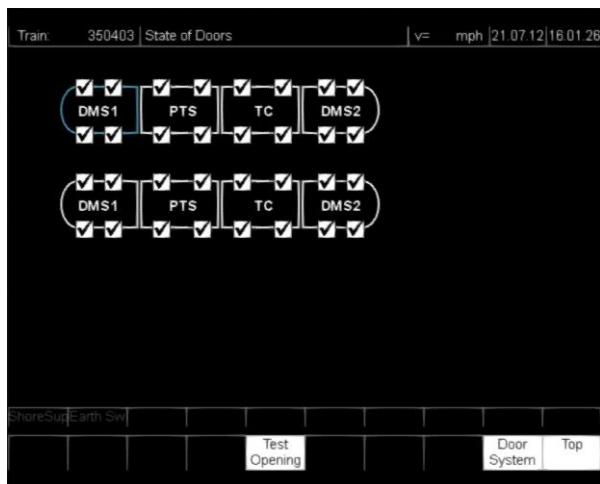 Train: 350403 State of Doors v= mph 21.07.12 16.01.26
DMS1 PTS TC DMS2
DMS1 PTS TC DMS2
ShoreSup Earth Sw
Test Opening Door System Top